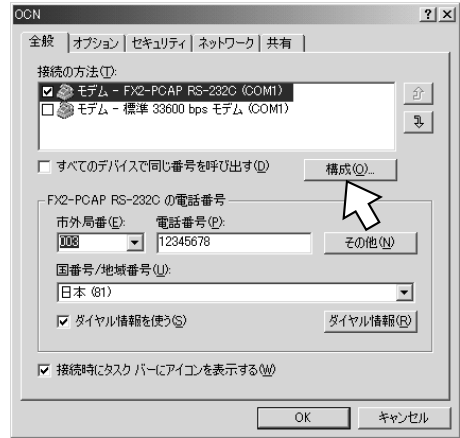 OCN
全般 オプション セキュリティ ネットワーク 共有
接続の方法(T):
モデム - FX2-PCAP RS-232C (COM1)
モデム - 標準 33600 bps モデム (COM1)
すべてのデバイスで同じ番号を呼び出す(D)
構成(O)...
FX2-PCAP RS-232C の電話番号
市外局番(E): 電話番号(P):
003 12345678 その他(N)
国番号/地域番号(U):
日本 (81)
ダイヤル情報を使う(S) ダイヤル情報(R)
接続時にタスク バーにアイコンを表示する(W)
OK キャンセル